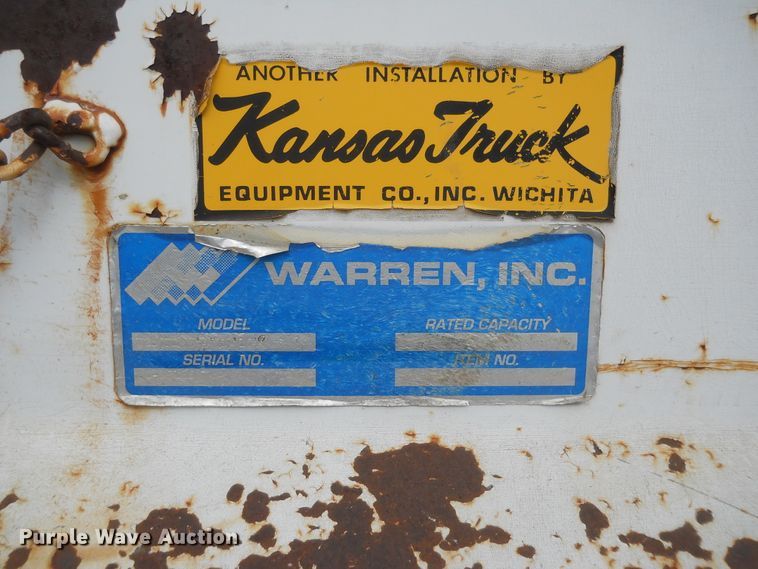 ANOTHER INSTALLATION BY
Kansas Truck
EQUIPMENT CO., INC. WICHITA
WARREN, INC.
MODEL
RATED CAPACITY
SERIAL NO.
ITEM NO.
Purple Wave Auction